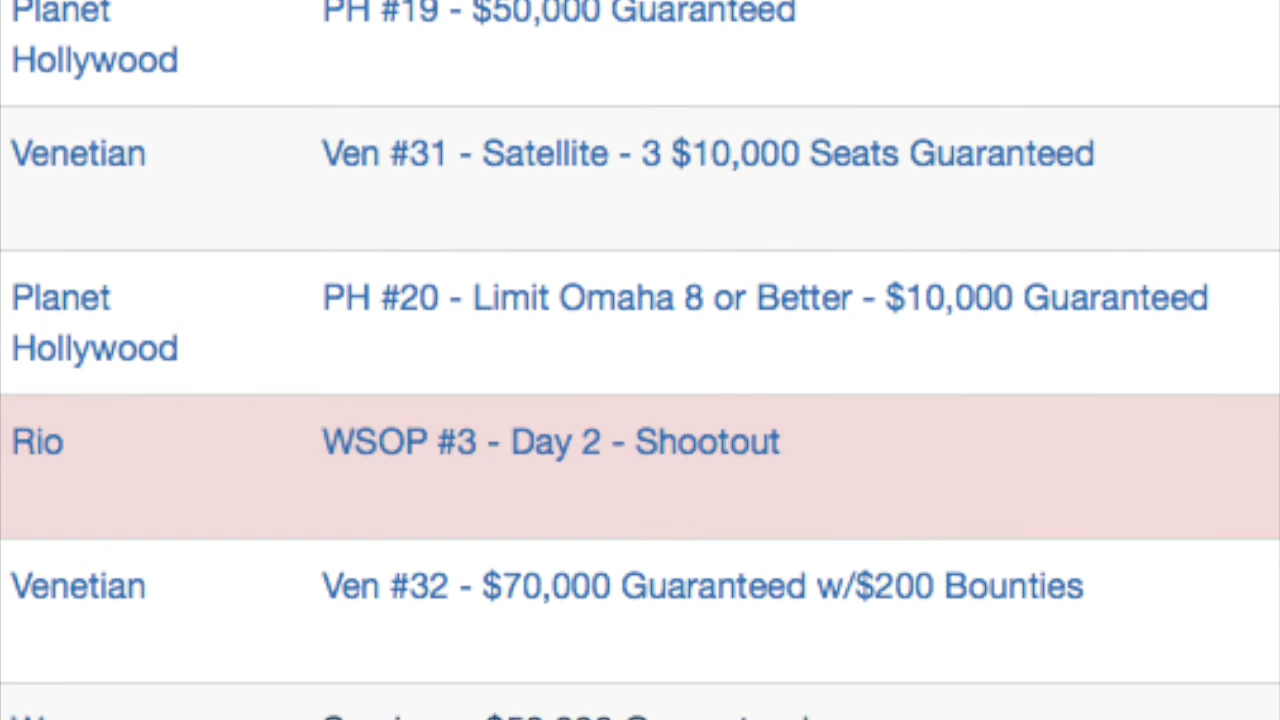 Planet PH #19 - $50,000 Guaranteed
Hollywood
Venetian Ven #31 - Satellite - 3 $10,000 Seats Guaranteed
Planet PH #20 - Limit Omaha 8 or Better - $10,000 Guaranteed
Hollywood
Rio WSOP #3 - Day 2 - Shootout
Venetian Ven #32 - $70,000 Guaranteed w/$200 Bounties